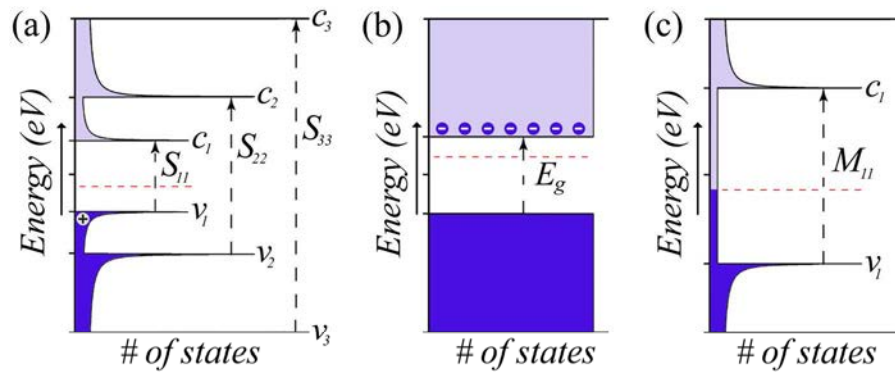 (a)
Energy (eV)
c3
c2
c1
S11
S22
S33
v1
v2
v3
+
# of states
(b)
Energy (eV)
− − − − − − −
Eg
# of states
(c)
Energy (eV)
c1
M11
v1
# of states